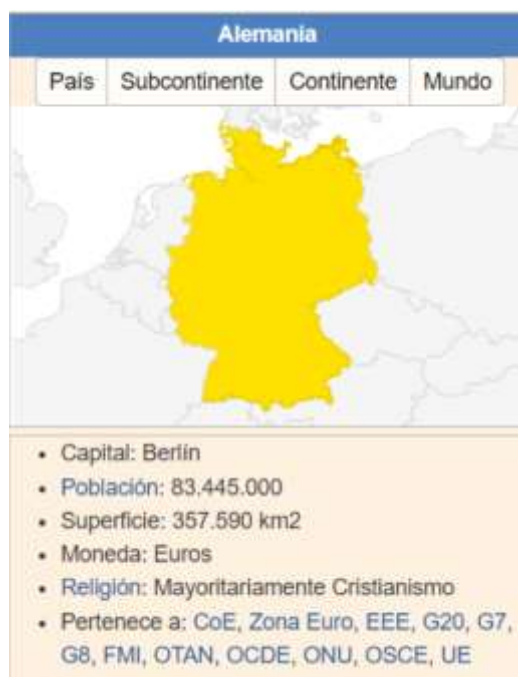 Alemania
País Subcontinente Continente Mundo
• Capital: Berlín
• Población: 83.445.000
• Superficie: 357.590 km2
• Moneda: Euros
• Religión: Mayoritariamente Cristianismo
• Pertenece a: CoE, Zona Euro, EEE, G20, G7,
G8, FMI, OTAN, OCDE, ONU, OSCE, UE